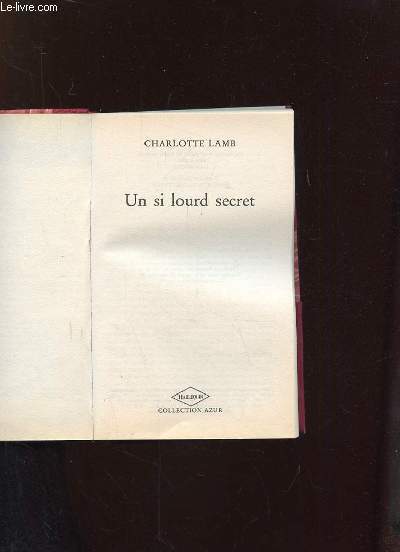 Le-livre.com
CHARLOTTE LAMB
Un si lourd secret
HARLEQUIN
COLLECTION AZUR